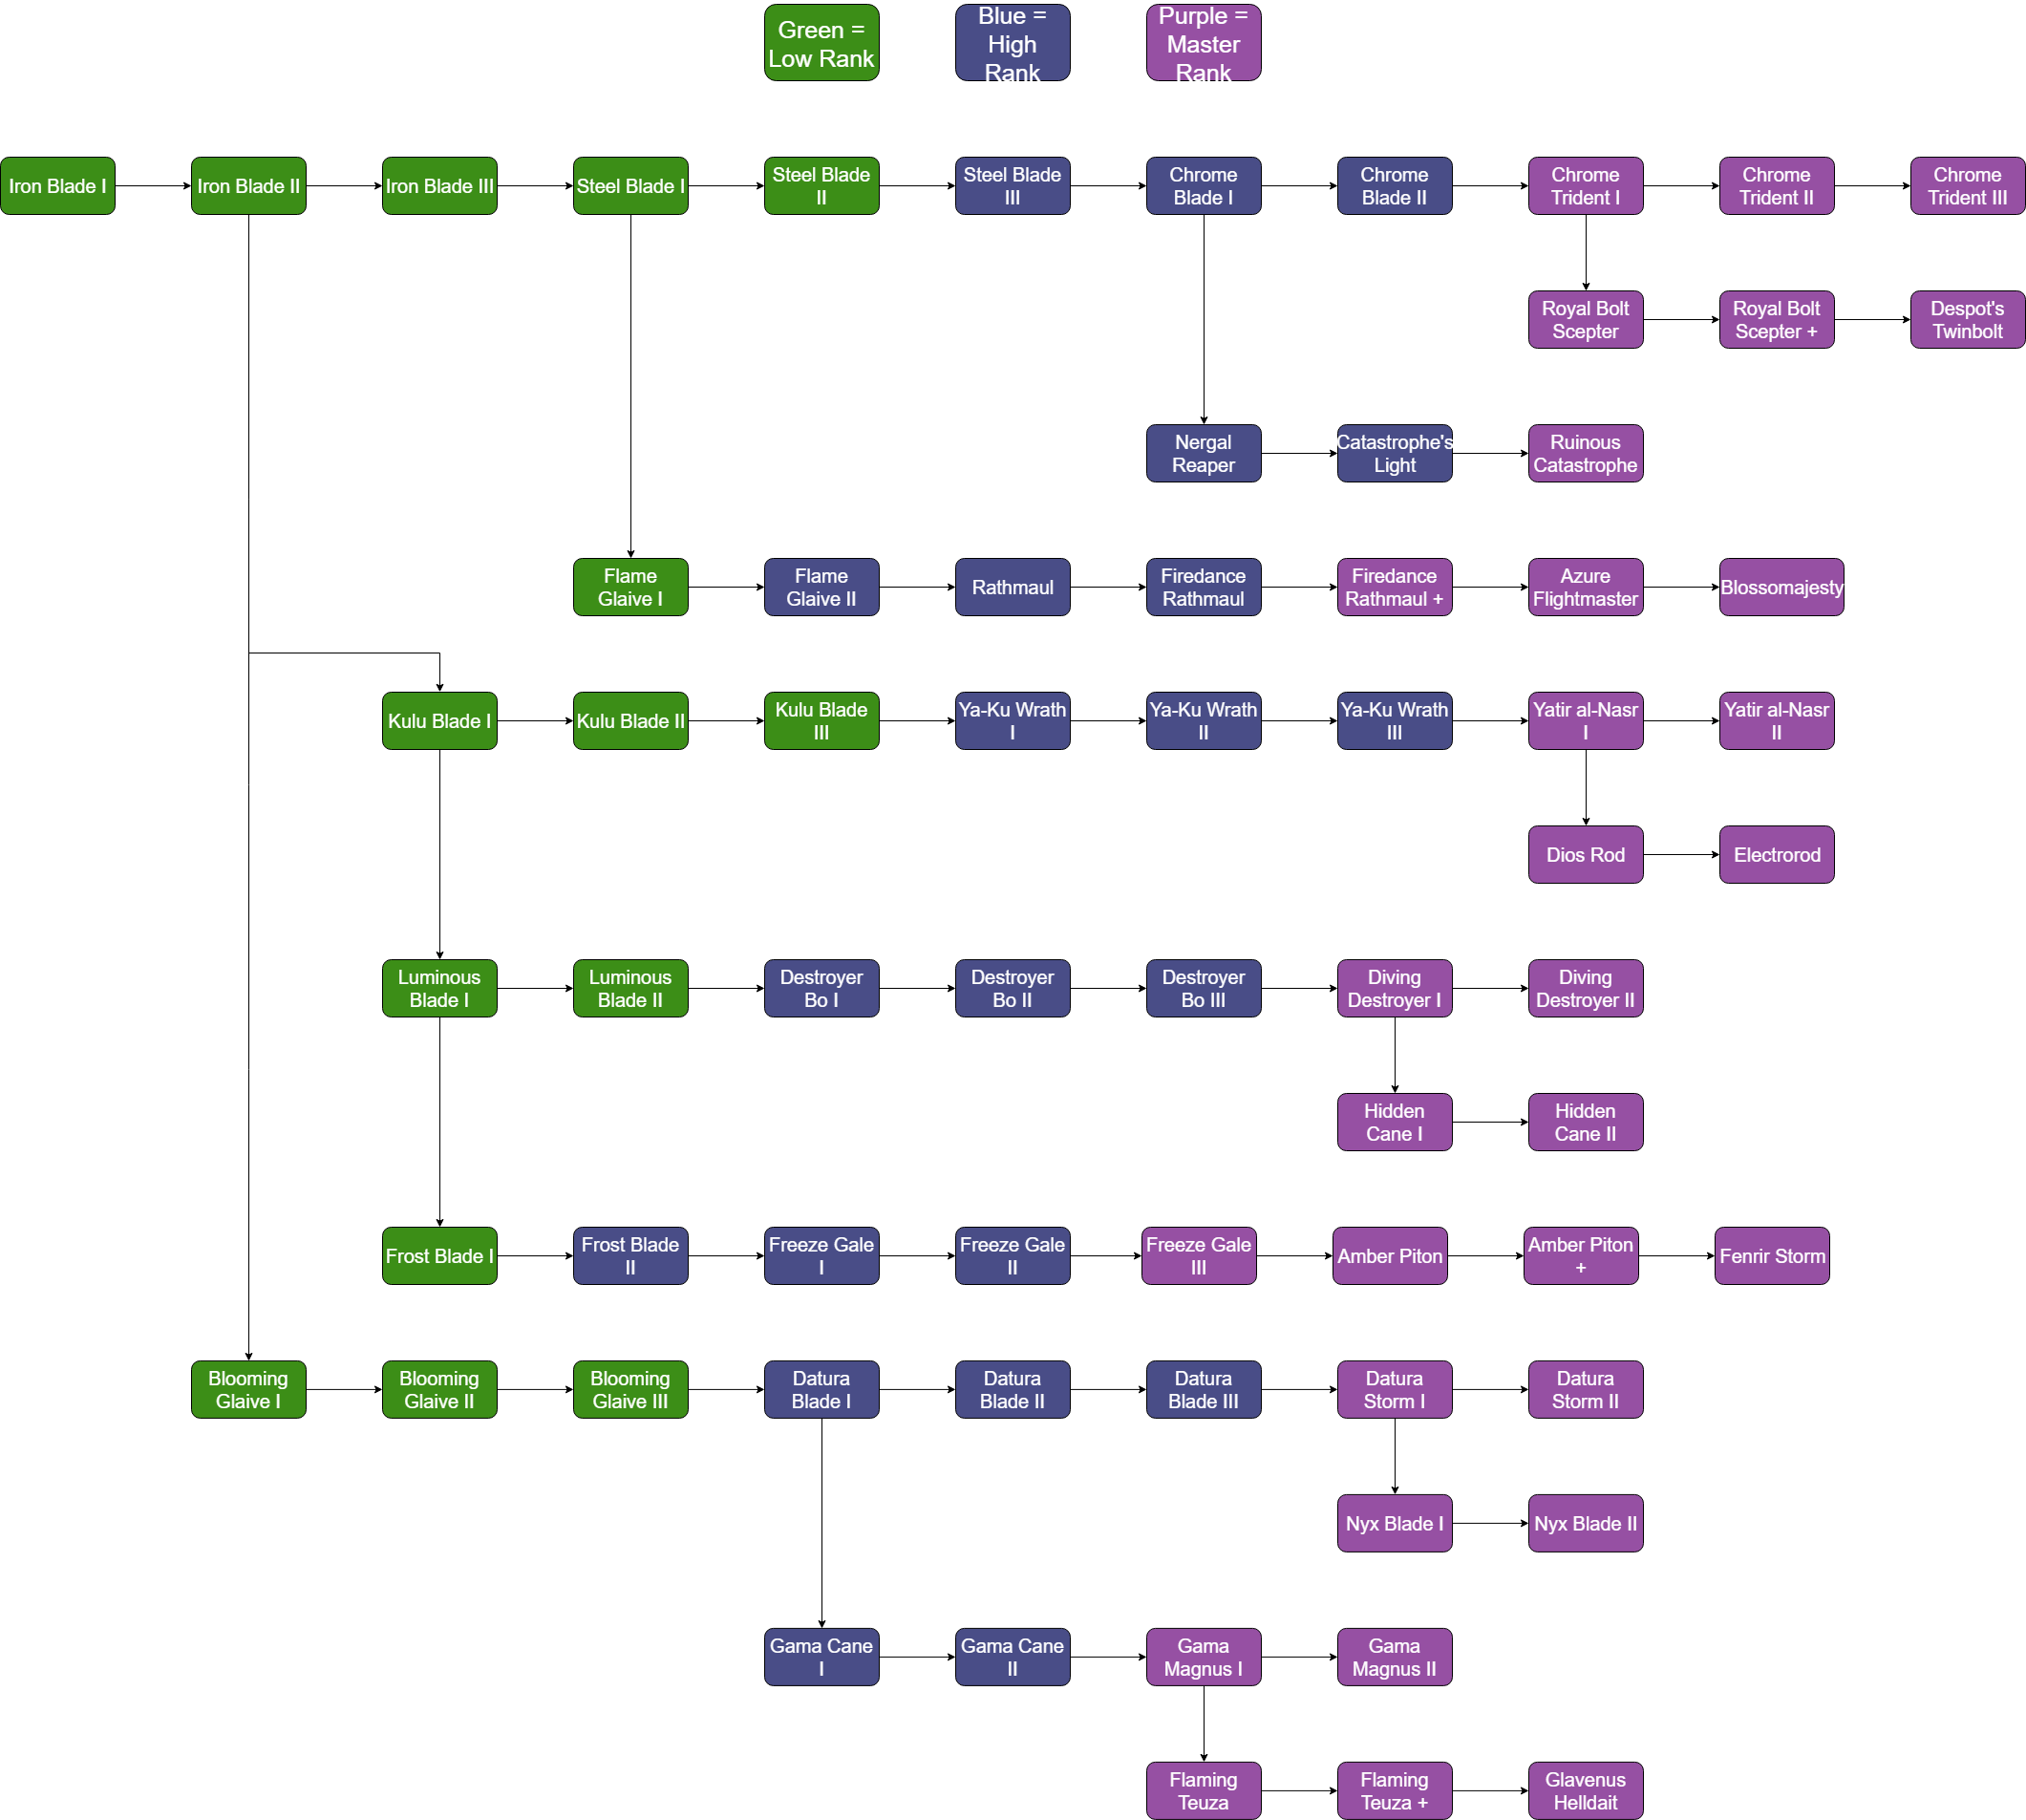 Green =
Low Rank
Blue =
High
Rank
Purple =
Master
Rank
Iron Blade I
Iron Blade II
Iron Blade III
Steel Blade I
Steel Blade
II
Steel Blade
III
Chrome
Blade I
Chrome
Blade II
Chrome
Trident I
Chrome
Trident II
Chrome
Trident III
Royal Bolt
Scepter
Royal Bolt
Scepter +
Despot's
Twinbolt
Nergal
Reaper
Catastrophe's
Light
Ruinous
Catastrophe
Flame
Glaive I
Flame
Glaive II
Rathmaul
Firedance
Rathmaul
Firedance
Rathmaul +
Azure
Flightmaster
Blossomajesty
Kulu Blade I
Kulu Blade II
Kulu Blade
III
Ya-Ku Wrath
I
Ya-Ku Wrath
II
Ya-Ku Wrath
III
Yatir al-Nasr
I
Yatir al-Nasr
II
Dios Rod
Electrorod
Luminous
Blade I
Luminous
Blade II
Destroyer
Bo I
Destroyer
Bo II
Destroyer
Bo III
Diving
Destroyer I
Diving
Destroyer II
Hidden
Cane I
Hidden
Cane II
Frost Blade I
Frost Blade
II
Freeze Gale
I
Freeze Gale
II
Freeze Gale
III
Amber Piton
Amber Piton
+
Fenrir Storm
Blooming
Glaive I
Blooming
Glaive II
Blooming
Glaive III
Datura
Blade I
Datura
Blade II
Datura
Blade III
Datura
Storm I
Datura
Storm II
Nyx Blade I
Nyx Blade II
Gama Cane
I
Gama Cane
II
Gama
Magnus I
Gama
Magnus II
Flaming
Teuza
Flaming
Teuza +
Glavenus
Helldait